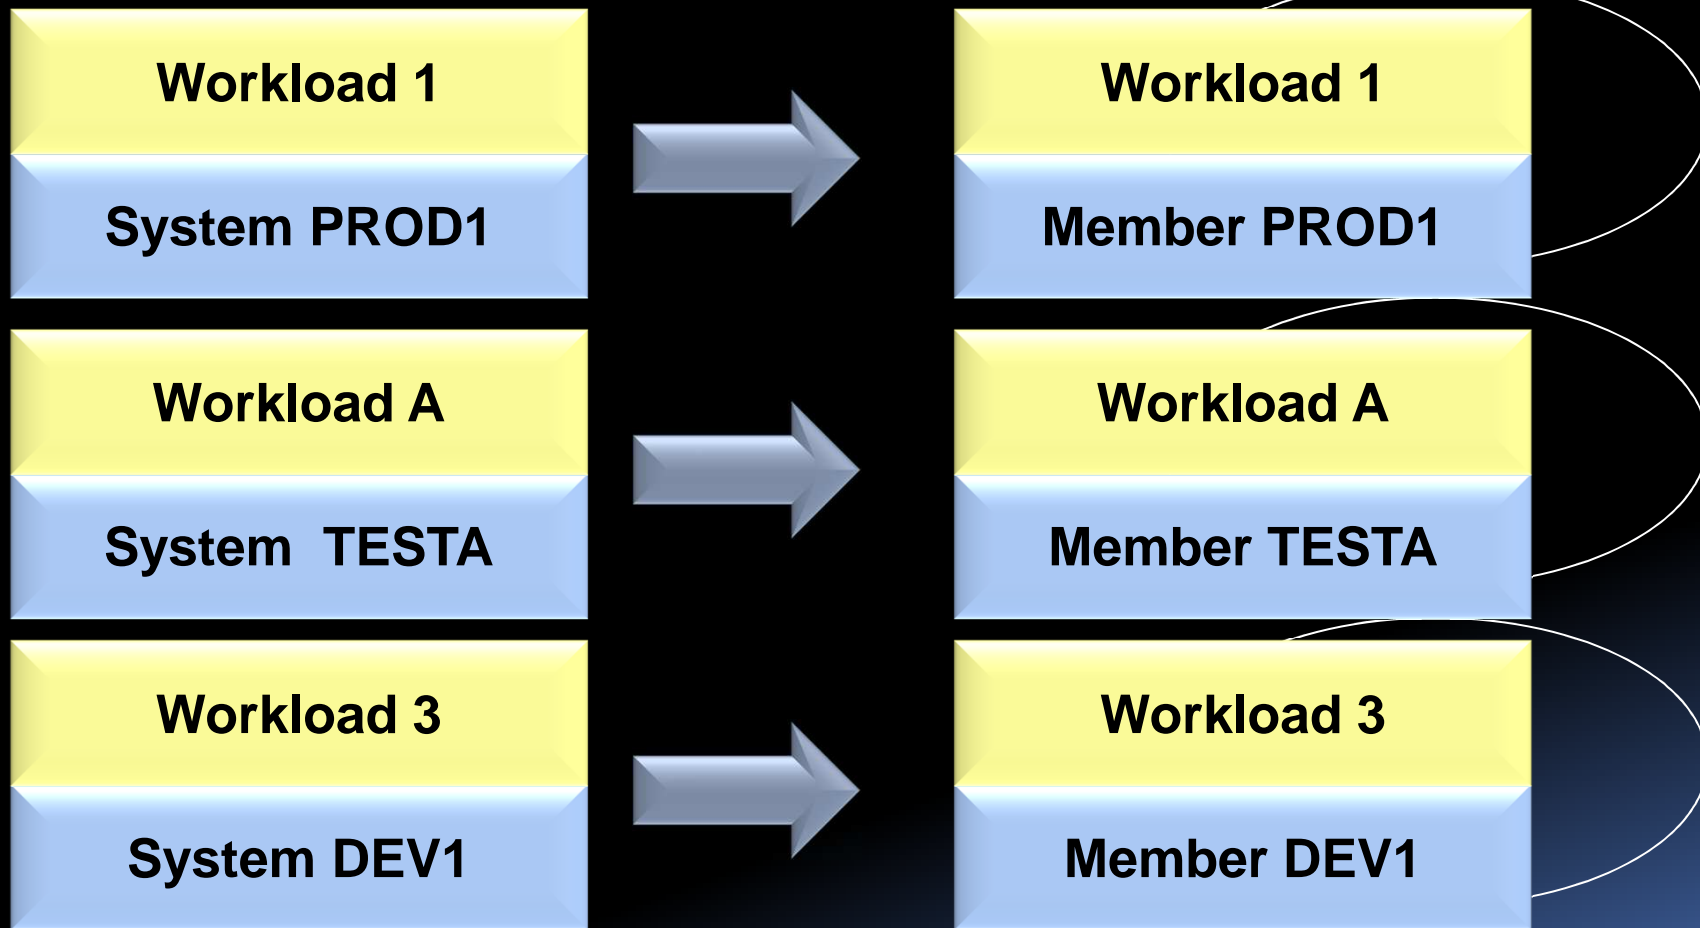 Workload 1
System PROD1
Workload 1
Member PROD1
Workload A
System  TESTA
Workload A
Member TESTA
Workload 3
System DEV1
Workload 3
Member DEV1